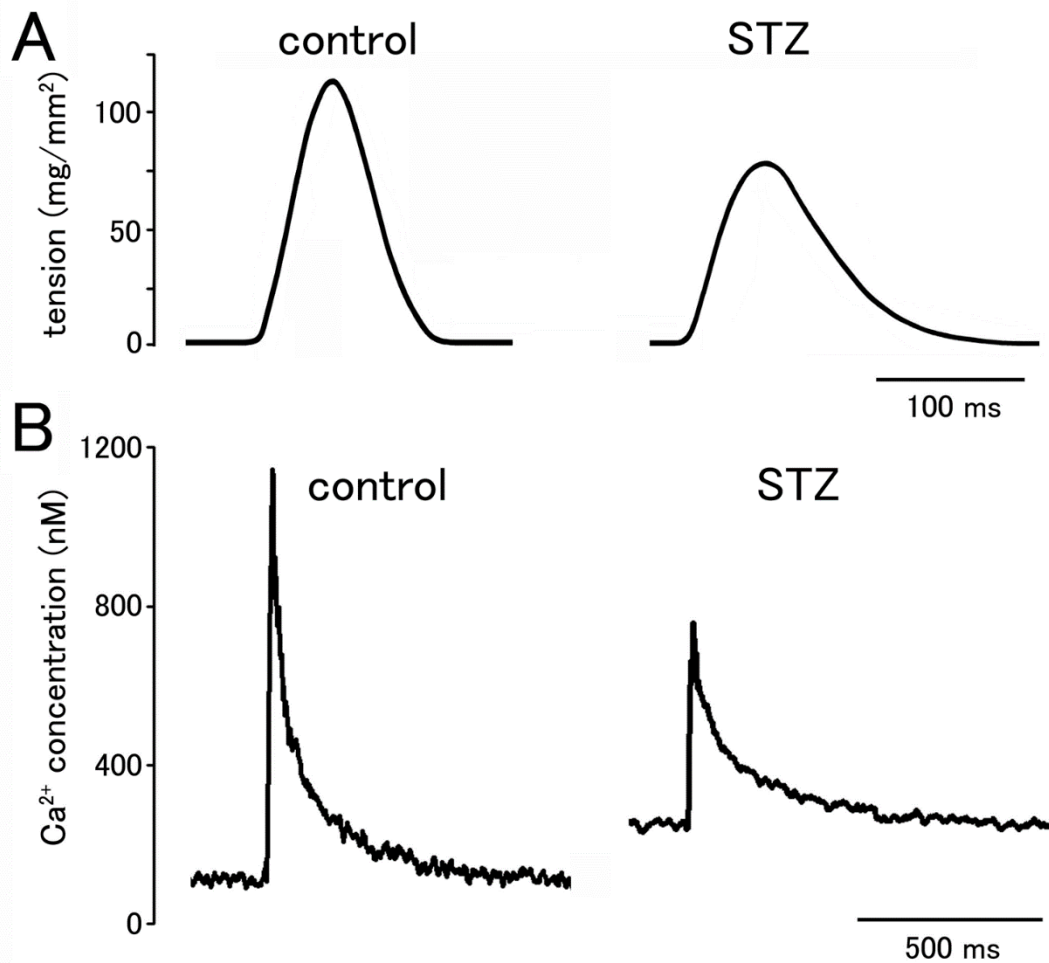 A
control
STZ
tension (mg/mm²)
100
50
0
100 ms
B
1200
control
STZ
Ca²⁺ concentration (nM)
800
400
0
500 ms